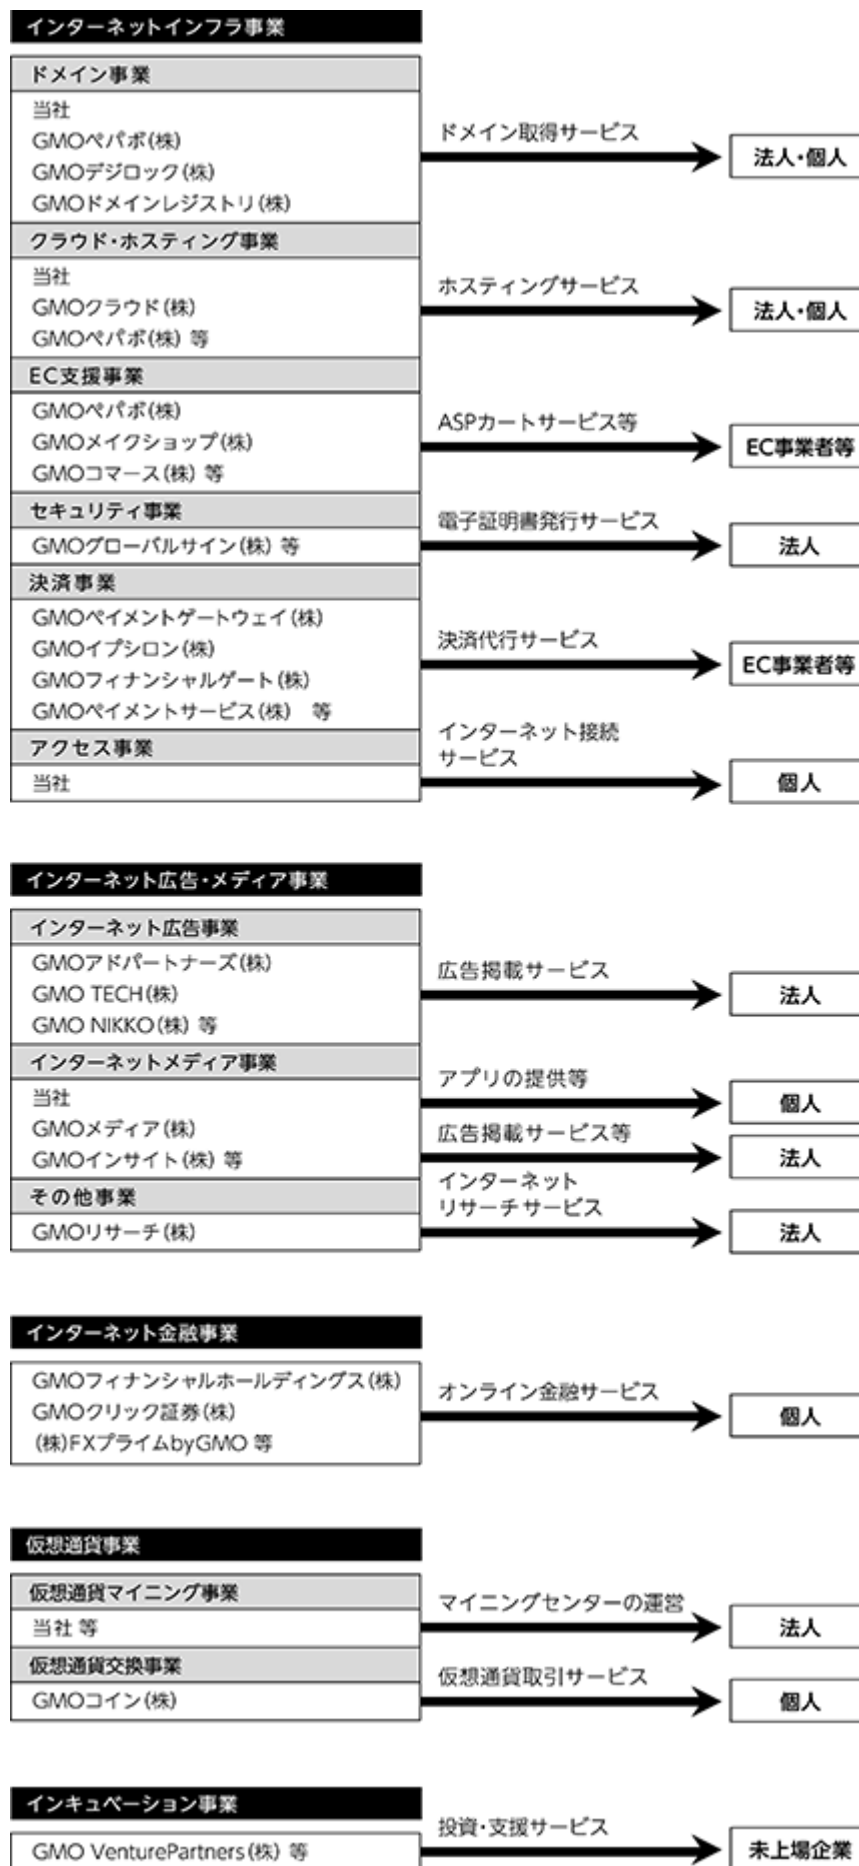 インターネットインフラ事業
ドメイン事業
当社
GMOペパボ(株)
GMOデジロック(株)
GMOドメインレジストリ(株)
ドメイン取得サービス
法人・個人
クラウド・ホスティング事業
当社
GMOクラウド(株)
GMOペパボ(株) 等
ホスティングサービス
法人・個人
EC支援事業
GMOペパボ(株)
GMOメイクショップ(株)
GMOコマース(株) 等
ASPカートサービス等
EC事業者等
セキュリティ事業
GMOグローバルサイン(株) 等
電子証明書発行サービス
法人
決済事業
GMOペイメントゲートウェイ(株)
GMOイプシロン(株)
GMOフィナンシャルゲート(株)
GMOペイメントサービス(株) 等
決済代行サービス
EC事業者等
アクセス事業
当社
インターネット接続
サービス
個人
インターネット広告・メディア事業
インターネット広告事業
GMOアドパートナーズ(株)
GMO TECH(株)
GMO NIKKO(株) 等
広告掲載サービス
法人
インターネットメディア事業
当社
GMOメディア(株)
GMOインサイト(株) 等
アプリの提供等
個人
広告掲載サービス等
法人
その他事業
GMOリサーチ(株)
インターネット
リサーチサービス
法人
インターネット金融事業
GMOフィナンシャルホールディングス(株)
GMOクリック証券(株)
(株)FXプライムbyGMO 等
オンライン金融サービス
個人
仮想通貨事業
仮想通貨マイニング事業
当社 等
マイニングセンターの運営
法人
仮想通貨交換事業
GMOコイン(株)
仮想通貨取引サービス
個人
インキュベーション事業
GMO VenturePartners(株) 等
投資・支援サービス
未上場企業